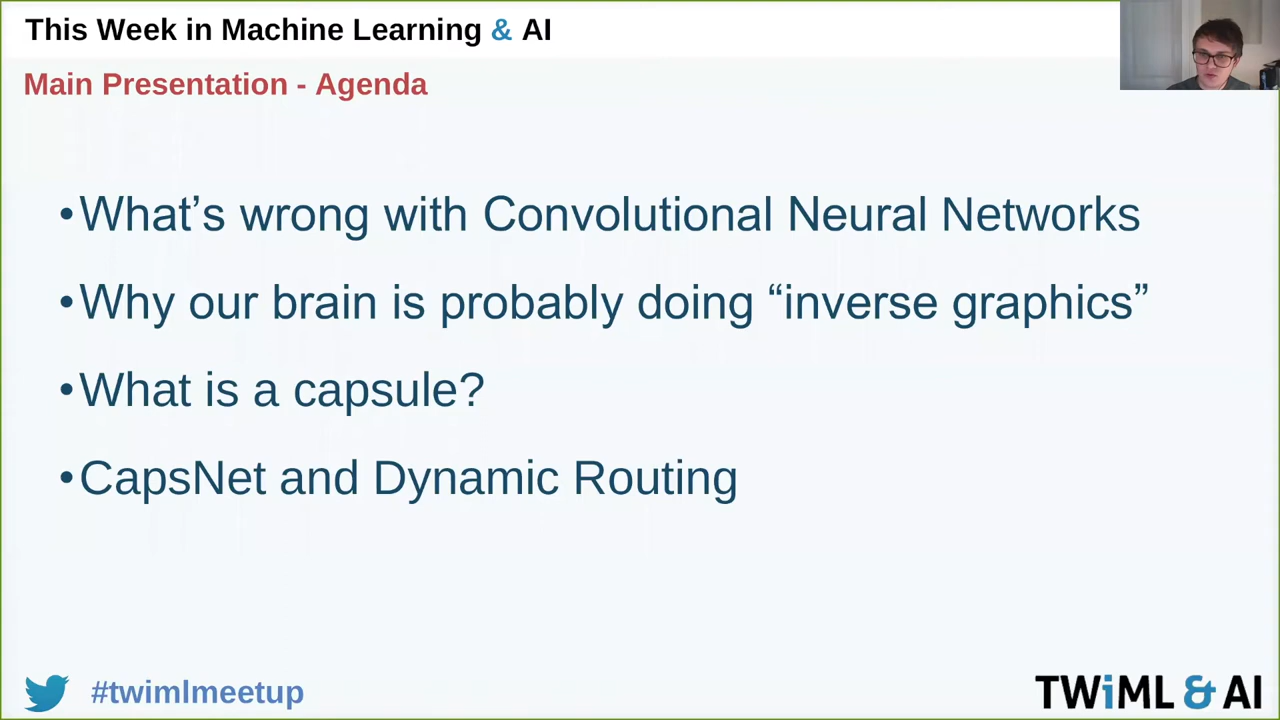 This Week in Machine Learning & AI
Main Presentation - Agenda
•What’s wrong with Convolutional Neural Networks
•Why our brain is probably doing “inverse graphics”
•What is a capsule?
•CapsNet and Dynamic Routing
#twimlmeetup
TWiML & AI